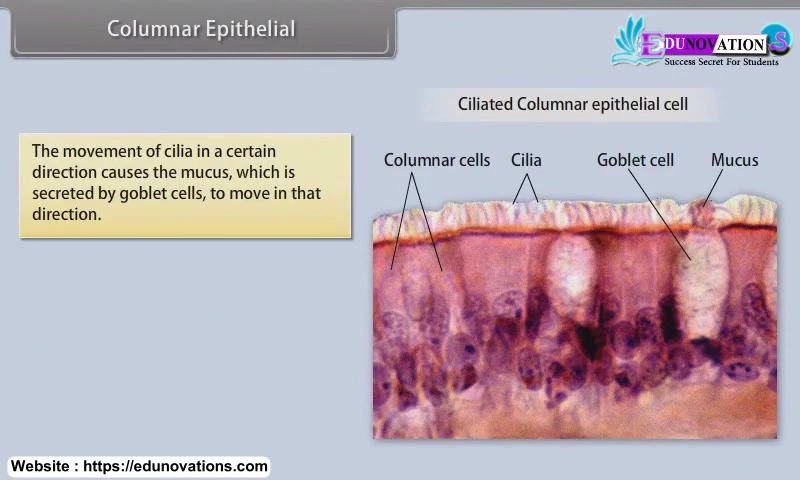 Columnar Epithelial
EDUNOVATIONS
Success Secret For Students
Ciliated Columnar epithelial cell
The movement of cilia in a certain
direction causes the mucus, which is
secreted by goblet cells, to move in that
direction.
Columnar cells Cilia Goblet cell Mucus
Website : https://edunovations.com